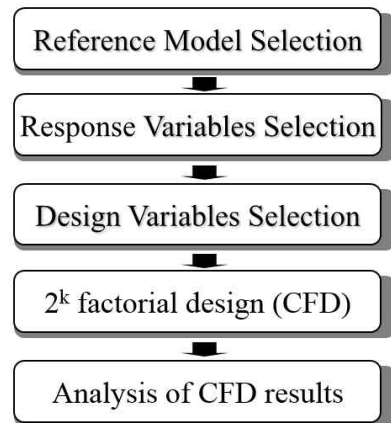 Reference Model Selection
Response Variables Selection
Design Variables Selection
2ᵏ factorial design (CFD)
Analysis of CFD results